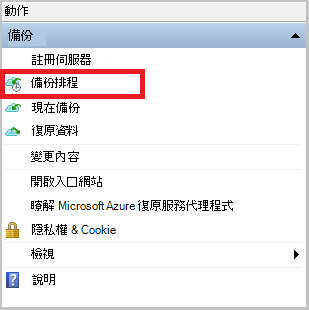 動作
備份
註冊伺服器
備份排程
現在備份
復原資料
變更內容
開啟入口網站
瞭解 Microsoft Azure 復原服務代理程式
隱私權 & Cookie
檢視
說明